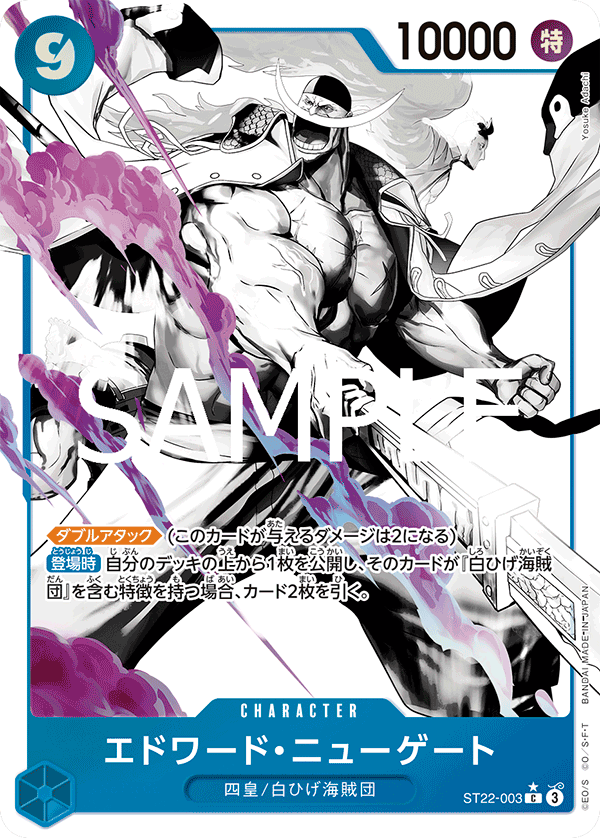 9
10000 特
Yosuke Adachi
SAMPLE
ダブルアタック (このカードが与えるダメージは2になる)
登場時 自分のデッキの上から1枚を公開し、そのカードが『白ひげ海賊
団』を含む特徴を持つ場合、カード2枚を引く。
CHARACTER
エドワード・ニューゲート
四皇/白ひげ海賊団
ST22-003 C 3
©E.O/S ©O/S・F・T BANDAI MADE IN JAPAN